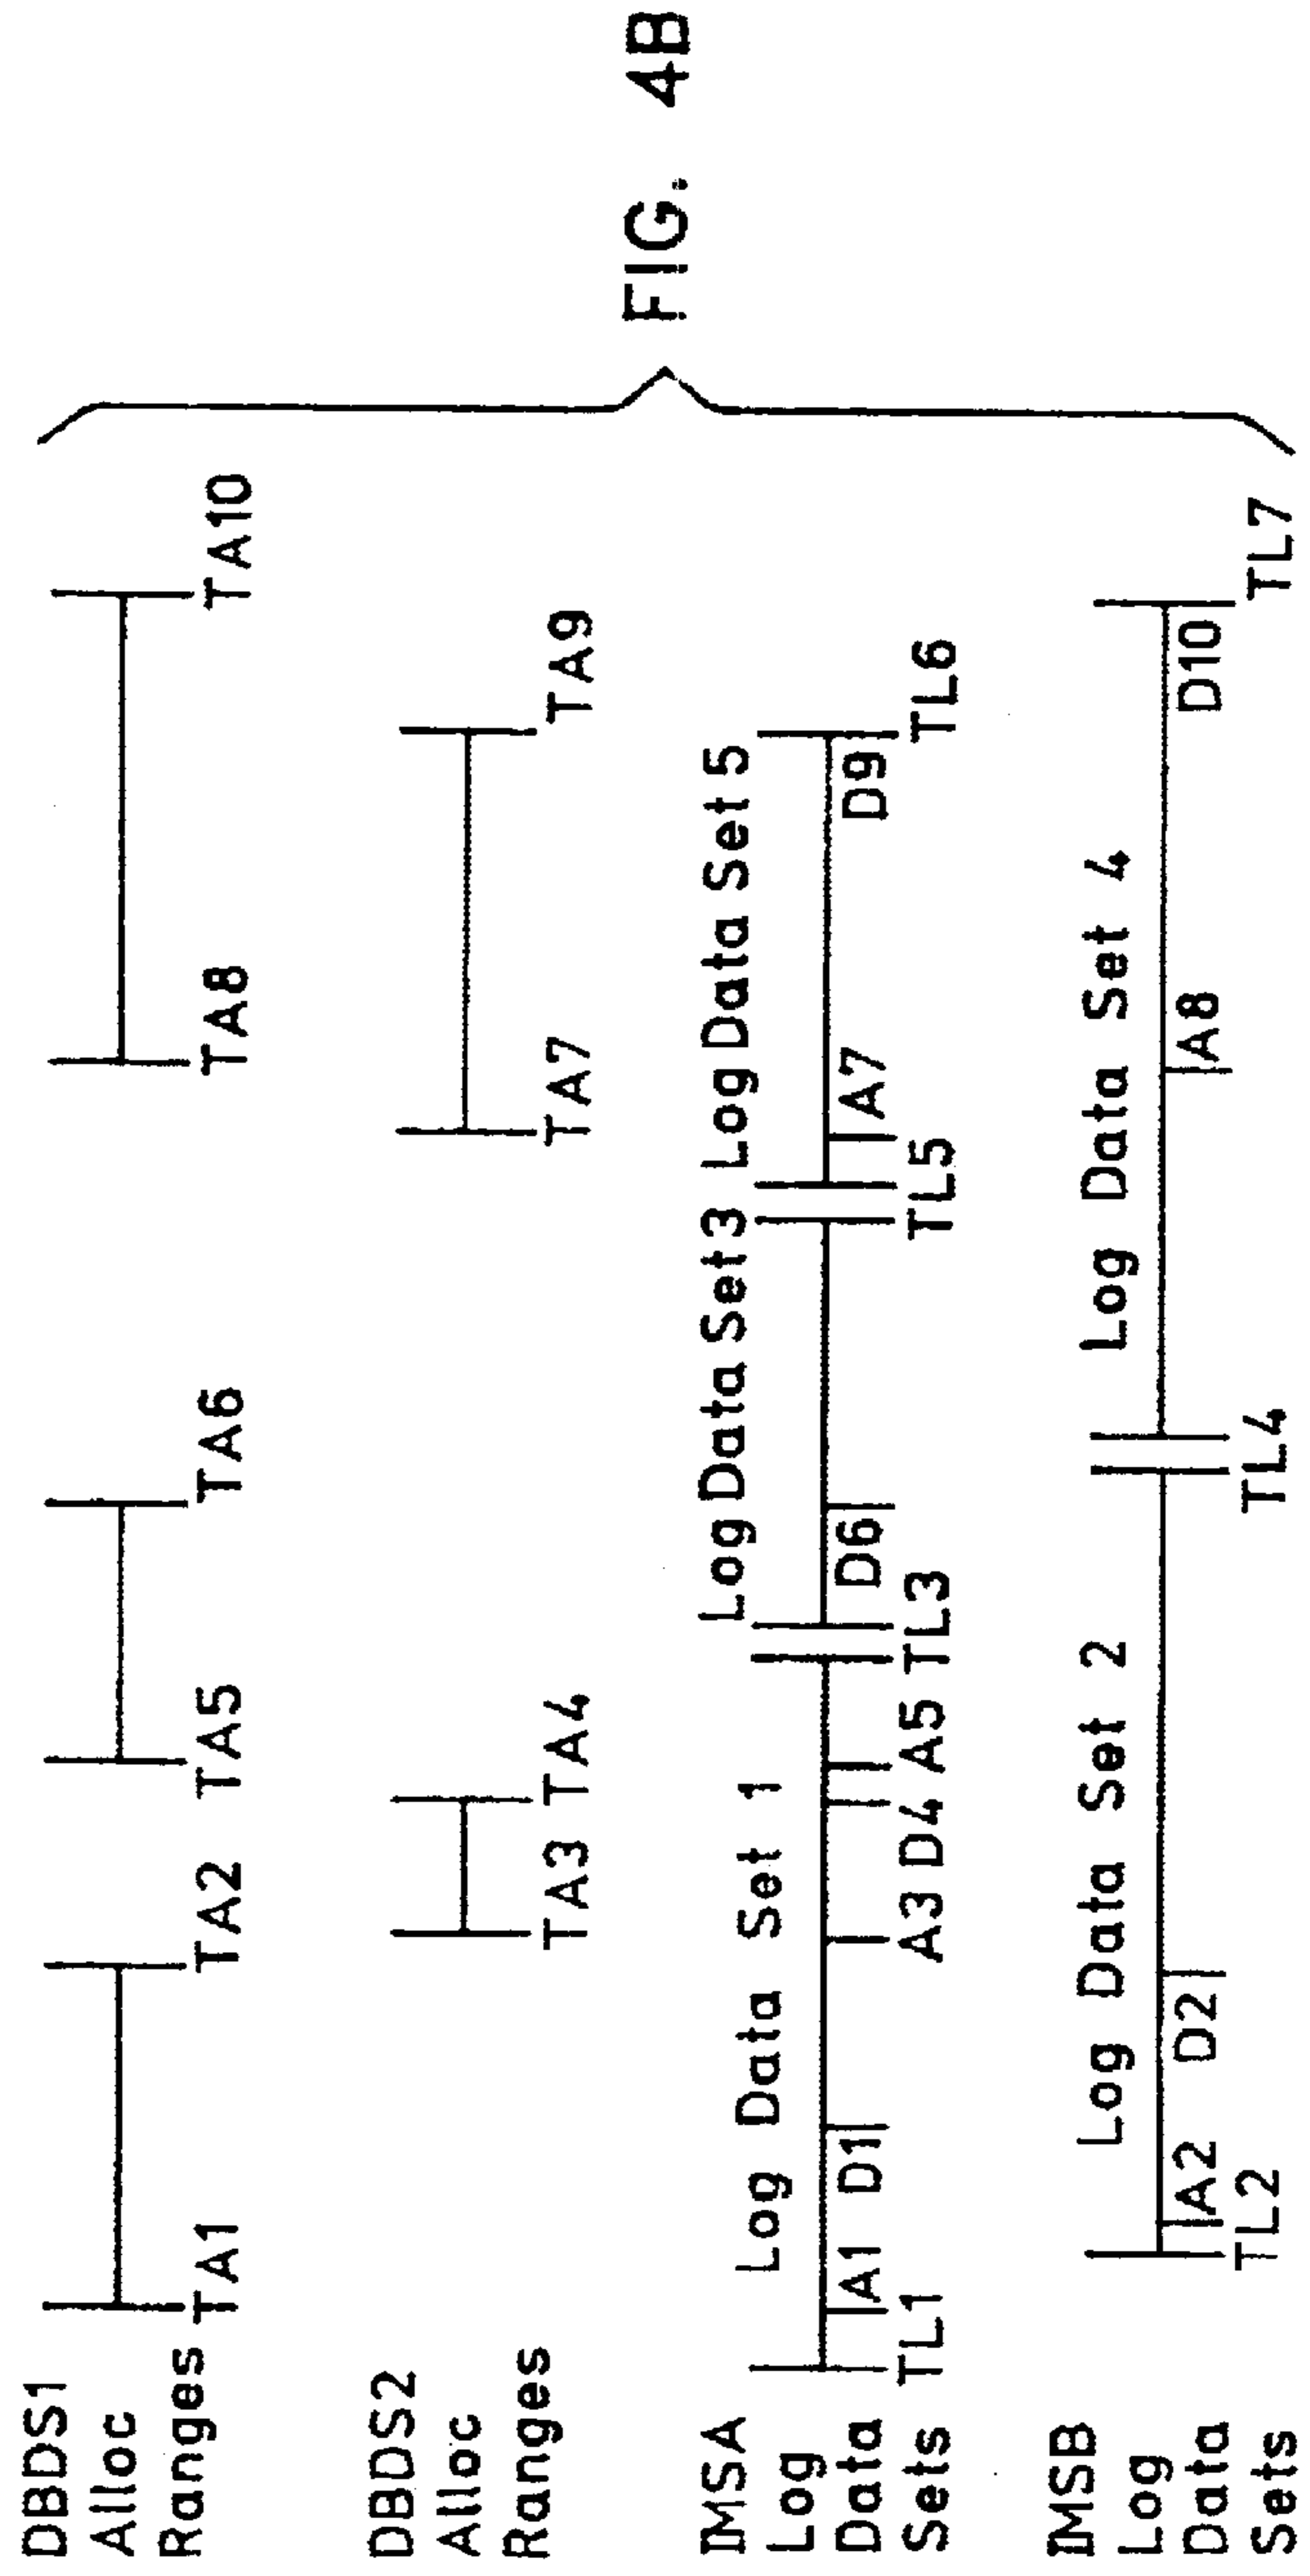 DBDS1
Alloc
Ranges
TA1 TA2 TA5 TA6 TA8 TA10
DBDS2
Alloc
Ranges
TA3 TA4 TA7 TA9
IMSA
Log
Data
Sets
Log Data Set 1 Log Data Set 3 Log Data Set 5
A1 D1 D6 A7 D9
TL1 A3 D4 A5 TL3 TL5 TL6
IMSB
Log
Data
Sets
Log Data Set 2 Log Data Set 4
A2 D2 A8 D10
TL2 TL4 TL7
FIG. 4B